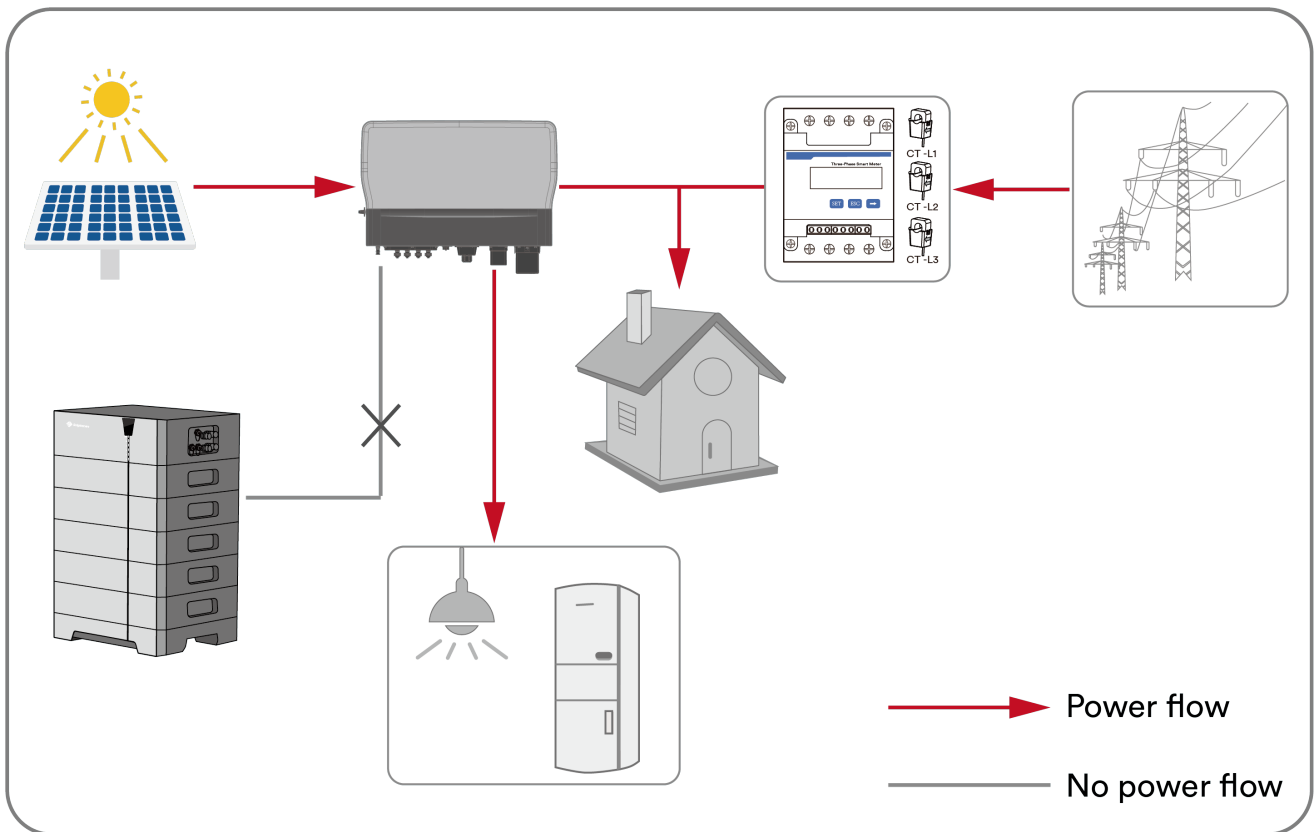 Three-Phase Smart Meter
SET
ESC
CT -L1
CT -L2
CT -L3
Power flow
No power flow